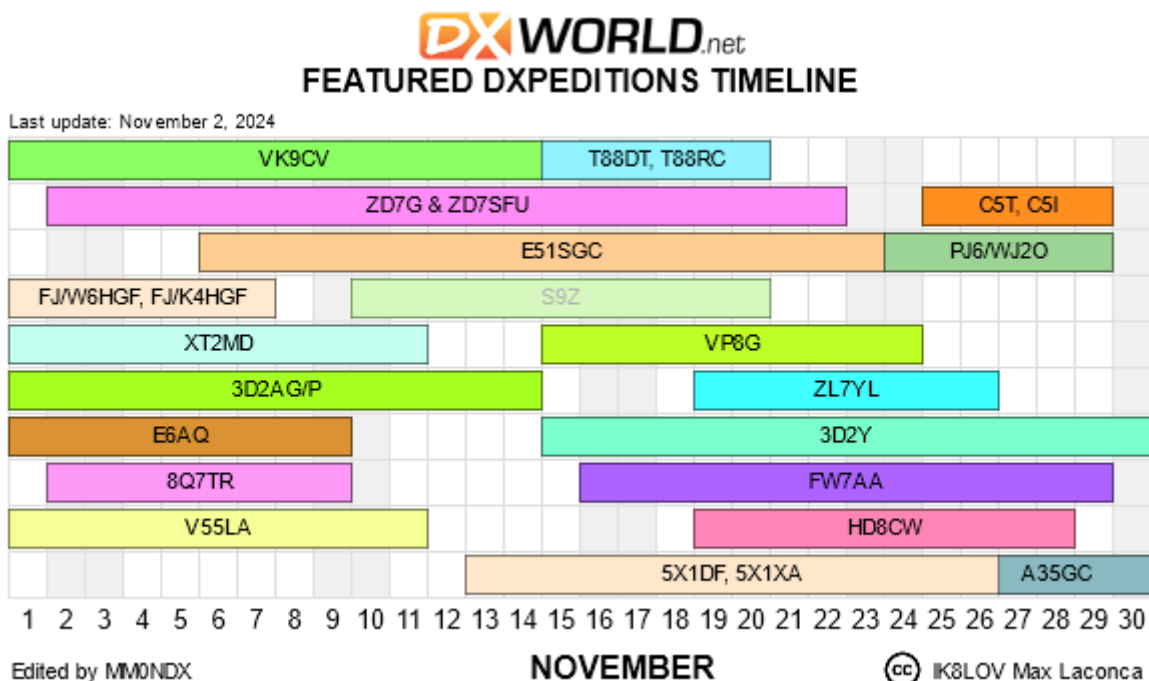 DX WORLD.net
FEATURED DXPEDITIONS TIMELINE
Last update: November 2, 2024
VK9CV T88DT, T88RC
ZD7G & ZD7SFU C5T, C5I
E51SGC PJ6/WJ2O
FJ/W6HGF, FJ/K4HGF S9Z
XT2MD VP8G
3D2AG/P ZL7YL
E6AQ 3D2Y
8Q7TR FW7AA
V55LA HD8CW
5X1DF, 5X1XA A35GC
1 2 3 4 5 6 7 8 9 10 11 12 13 14 15 16 17 18 19 20 21 22 23 24 25 26 27 28 29 30
Edited by MM0NDX NOVEMBER cc IK8LOV Max Laconca